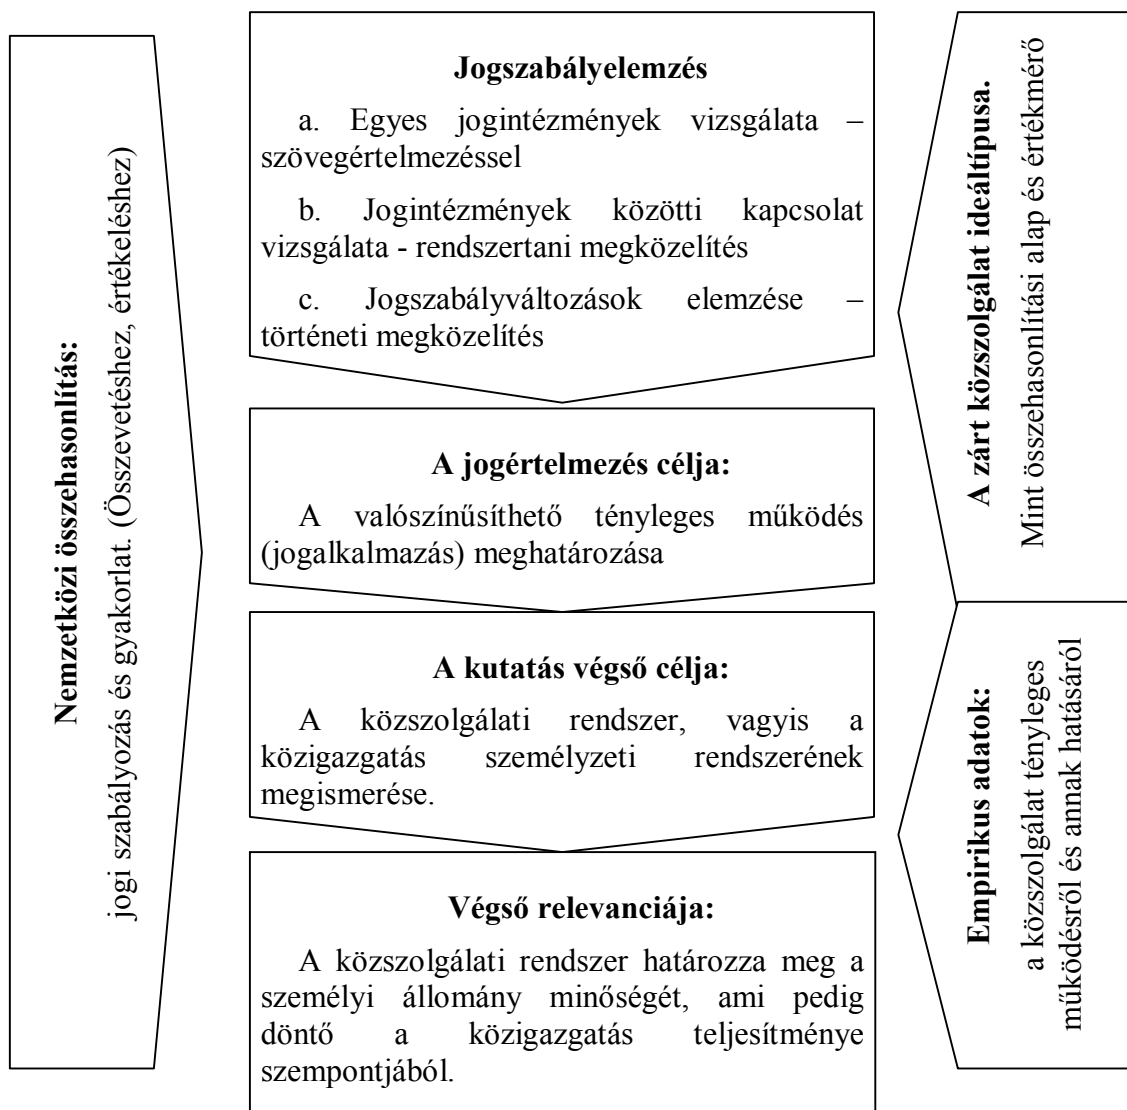 Nemzetközi összehasonlítás:
jogi szabályozás és gyakorlat. (Összevetéshez, értékeléshez)
Jogszabályelemzés
a. Egyes jogintézmények vizsgálata –
szövegértelmezéssel
b. Jogintézmények közötti kapcsolat
vizsgálata - rendszertani megközelítés
c. Jogszabályváltozások elemzése –
történeti megközelítés
A jogértelmezés célja:
A valószínűsíthető tényleges működés
(jogalkalmazás) meghatározása
A kutatás végső célja:
A közszolgálati rendszer, vagyis a
közigazgatás személyzeti rendszerének
megismerése.
Végső relevanciája:
A közszolgálati rendszer határozza meg a
személyi állomány minőségét, ami pedig
döntő a közigazgatás teljesítménye
szempontjából.
A zárt közszolgálat ideáltípusa.
Mint összehasonlítási alap és értékmérő
Empirikus adatok:
a közszolgálat tényleges
működésről és annak hatásáról